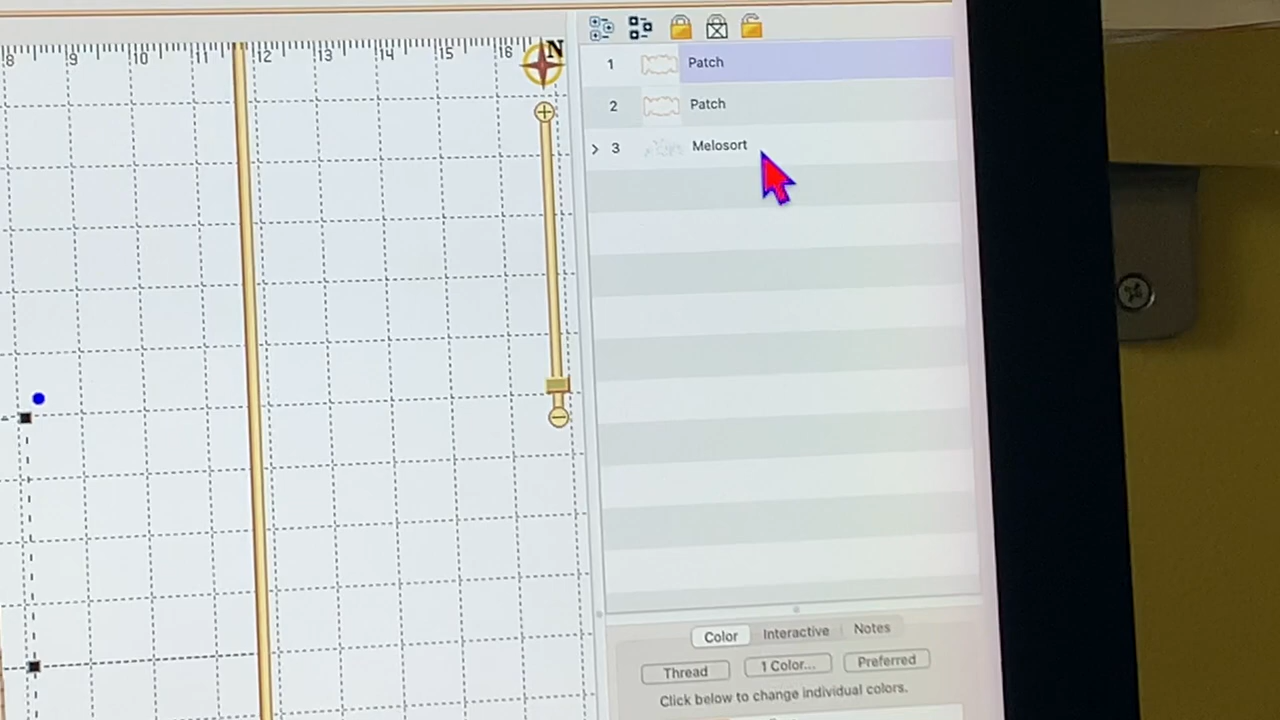 8 9 10 11 12 13 14 15 16 N
1 Patch
2 Patch
3 Melosort
Color Interactive Notes
Thread 1 Color... Preferred
Click below to change individual colors.